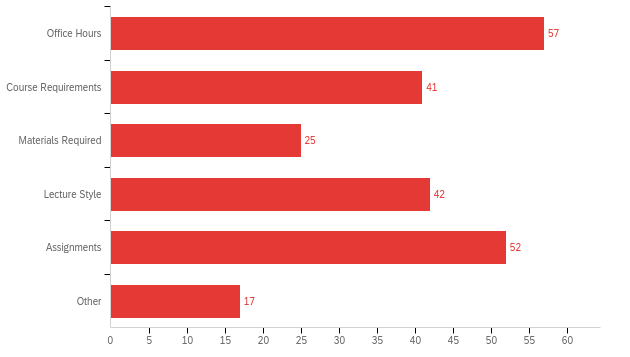 Office Hours 57
Course Requirements 41
Materials Required 25
Lecture Style 42
Assignments 52
Other 17
0 5 10 15 20 25 30 35 40 45 50 55 60